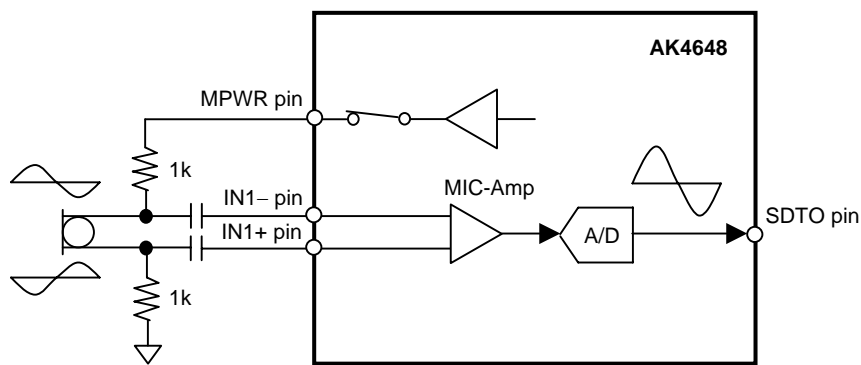 AK4648
MPWR pin
1k
IN1− pin
MIC-Amp
IN1+ pin
A/D
SDTO pin
1k